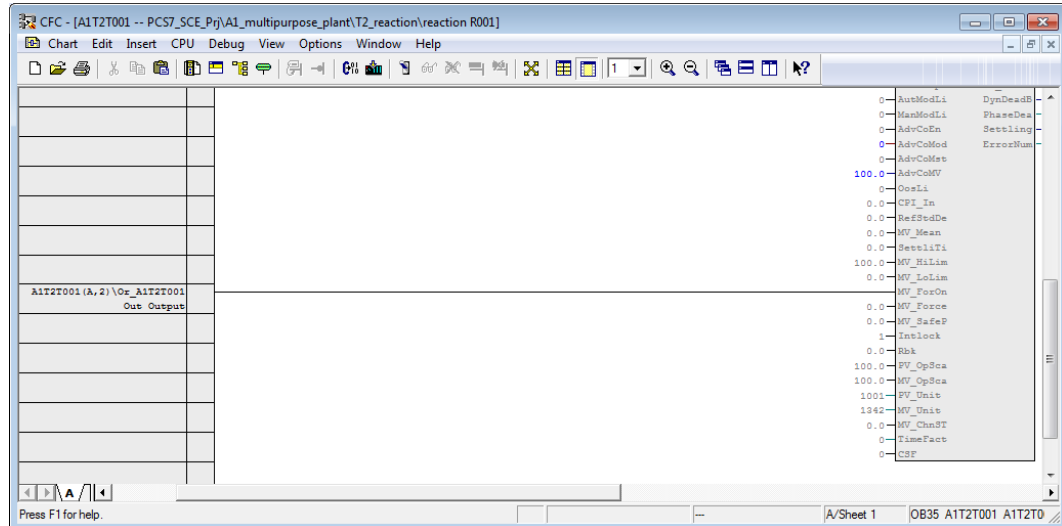 CFC - [A1T2T001 -- PCS7_SCE_Prj\A1_multipurpose_plant\T2_reaction\reaction R001]
Chart Edit Insert CPU Debug View Options Window Help
1
0 AutModLi DynDeadB
0 ManModLi PhaseDea
0 AdvCoEn Settling
0 AdvCoMod ErrorNum
0 AdvCoMst
100.0 AdvCoMV
0 OosLi
0.0 CPI_In
0.0 RefStdDe
0.0 MV_Mean
0.0 SettliTi
100.0 MV_HiLim
0.0 MV_LoLim
A1T2T001(A,2)\Or_A1T2T001 MV_ForOn
Out Output
0.0 MV_Force
0.0 MV_SafeP
1 Intlock
0.0 Rbk
100.0 PV_OpSca
100.0 MV_OpSca
1001 PV_Unit
1342 MV_Unit
0.0 MV_ChnST
0 TimeFact
0 CSF
A
Press F1 for help. --- A/Sheet 1 OB35 A1T2T001 A1T2T0